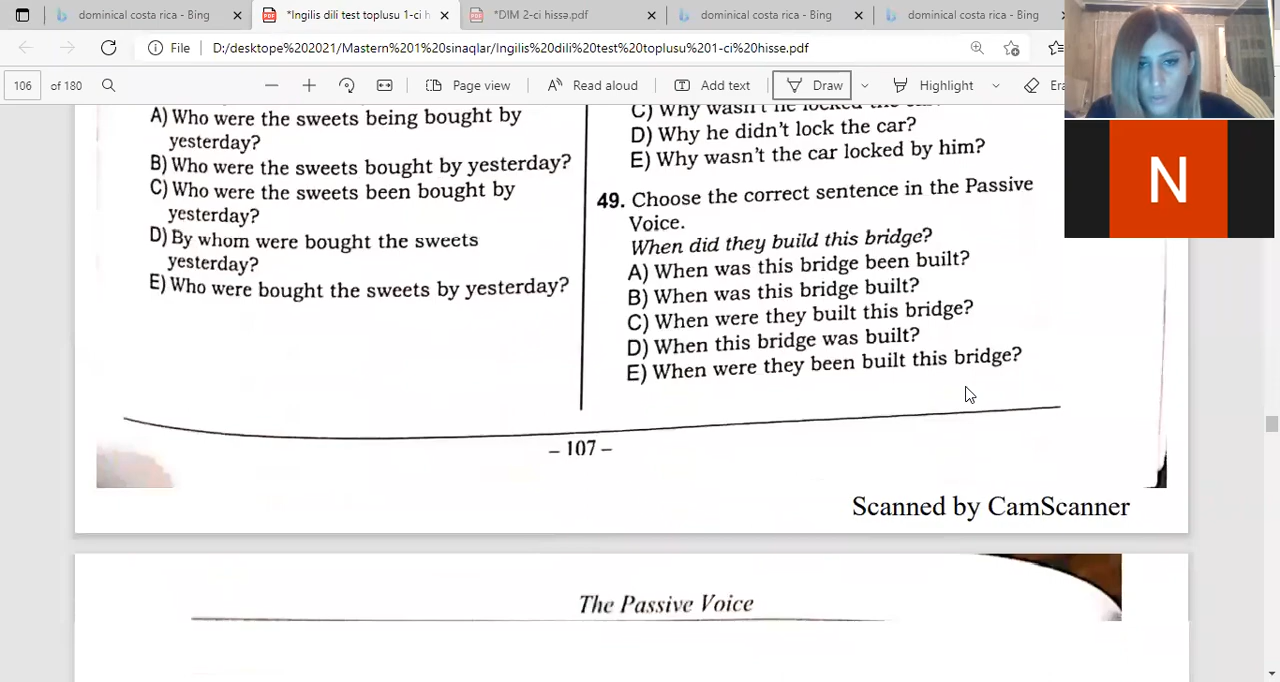 dominical costa rica - Bing
*Ingilis dili test toplusu 1-ci h
*DIM 2-ci hissə.pdf
dominical costa rica - Bing
dominical costa rica - Bing
File
D:/desktope%202021/Mastern%201%20sınaqlar/Ingilis%20dili%20test%20toplusu%201-ci%20hisse.pdf
106 of 180
Page view
Read aloud
Add text
Draw
Highlight
Era
A) Who were the sweets being bought by
yesterday?
B) Who were the sweets bought by yesterday?
C) Who were the sweets been bought by
yesterday?
D) By whom were bought the sweets
yesterday?
E) Who were bought the sweets by yesterday?
C) Why wasn't he locked the
D) Why he didn't lock the car?
E) Why wasn't the car locked by him?
49. Choose the correct sentence in the Passive
Voice.
When did they build this bridge?
A) When was this bridge been built?
B) When was this bridge built?
C) When were they built this bridge?
D) When this bridge was built?
E) When were they been built this bridge?
– 107 –
Scanned by CamScanner
The Passive Voice
N